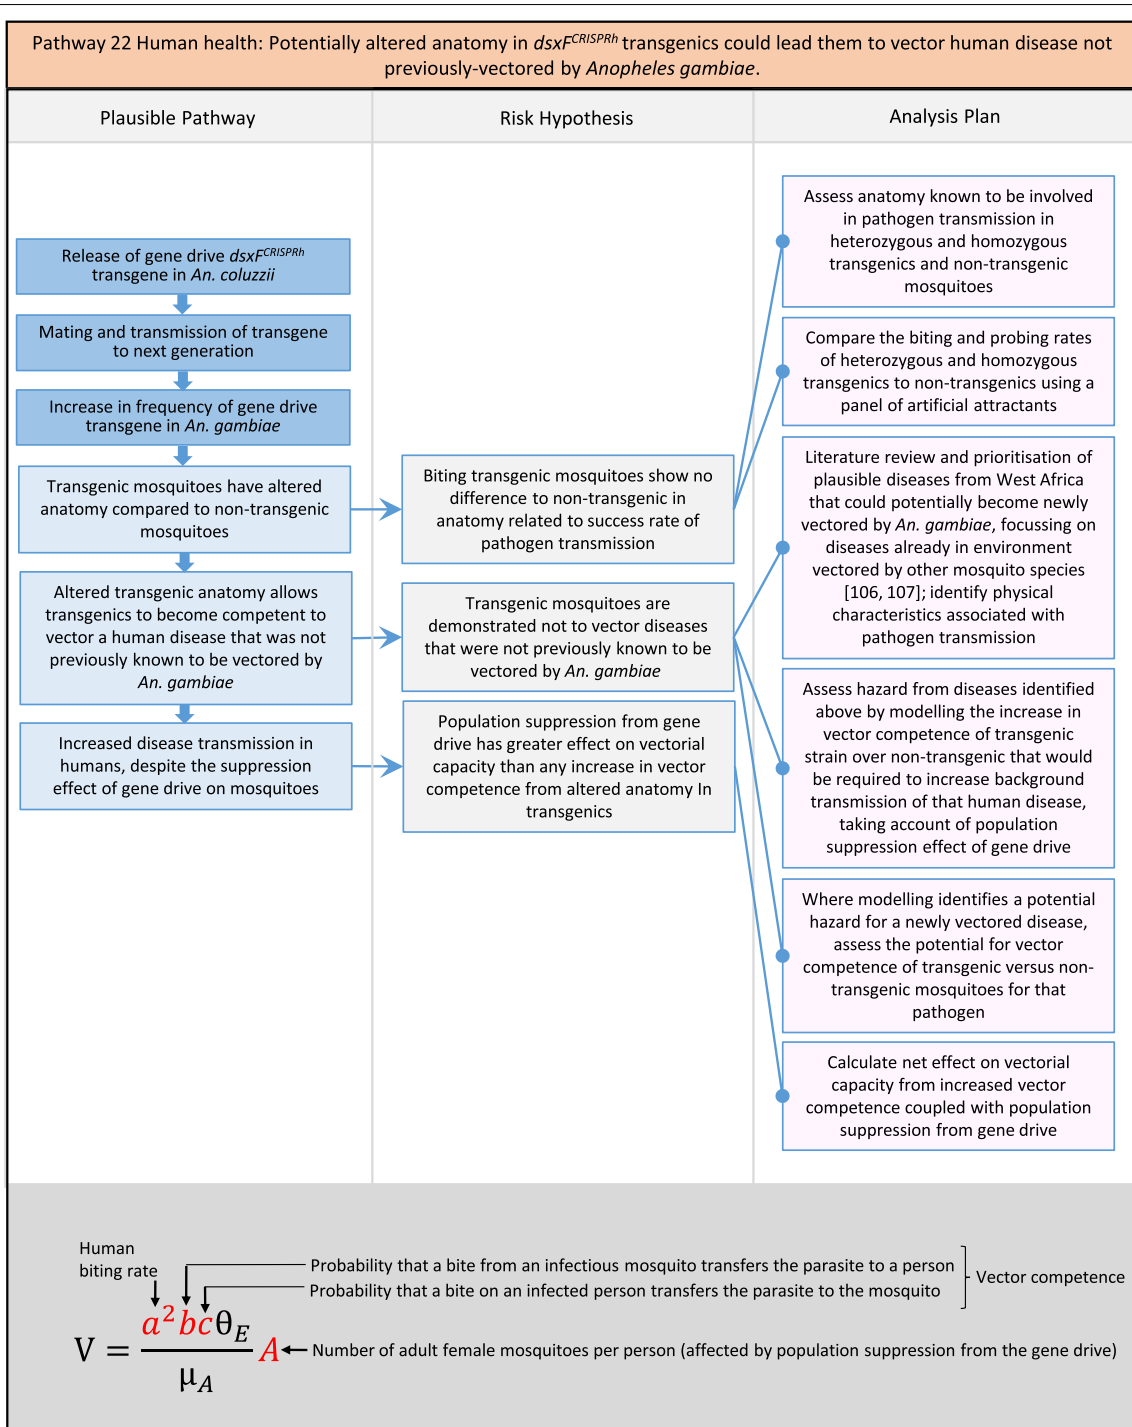 Pathway 22 Human health: Potentially altered anatomy in dsxF^CRISPRh transgenics could lead them to vector human disease not
previously-vectored by Anopheles gambiae.
Plausible Pathway
Risk Hypothesis
Analysis Plan
Release of gene drive dsxF^CRISPRh
transgene in An. coluzzii
Mating and transmission of transgene
to next generation
Increase in frequency of gene drive
transgene in An. gambiae
Transgenic mosquitoes have altered
anatomy compared to non-transgenic
mosquitoes
Altered transgenic anatomy allows
transgenics to become competent to
vector a human disease that was not
previously known to be vectored by
An. gambiae
Increased disease transmission in
humans, despite the suppression
effect of gene drive on mosquitoes
Biting transgenic mosquitoes show no
difference to non-transgenic in
anatomy related to success rate of
pathogen transmission
Transgenic mosquitoes are
demonstrated not to vector diseases
that were not previously known to be
vectored by An. gambiae
Population suppression from gene
drive has greater effect on vectorial
capacity than any increase in vector
competence from altered anatomy In
transgenics
Assess anatomy known to be involved
in pathogen transmission in
heterozygous and homozygous
transgenics and non-transgenic
mosquitoes
Compare the biting and probing rates
of heterozygous and homozygous
transgenics to non-transgenics using a
panel of artificial attractants
Literature review and prioritisation of
plausible diseases from West Africa
that could potentially become newly
vectored by An. gambiae, focussing on
diseases already in environment
vectored by other mosquito species
[106, 107]; identify physical
characteristics associated with
pathogen transmission
Assess hazard from diseases identified
above by modelling the increase in
vector competence of transgenic
strain over non-transgenic that would
be required to increase background
transmission of that human disease,
taking account of population
suppression effect of gene drive
Where modelling identifies a potential
hazard for a newly vectored disease,
assess the potential for vector
competence of transgenic versus non-
transgenic mosquitoes for that
pathogen
Calculate net effect on vectorial
capacity from increased vector
competence coupled with population
suppression from gene drive
Human
biting rate
Probability that a bite from an infectious mosquito transfers the parasite to a person
Probability that a bite on an infected person transfers the parasite to the mosquito
Vector competence
V = a²bcθ_E / μ_A A
Number of adult female mosquitoes per person (affected by population suppression from the gene drive)